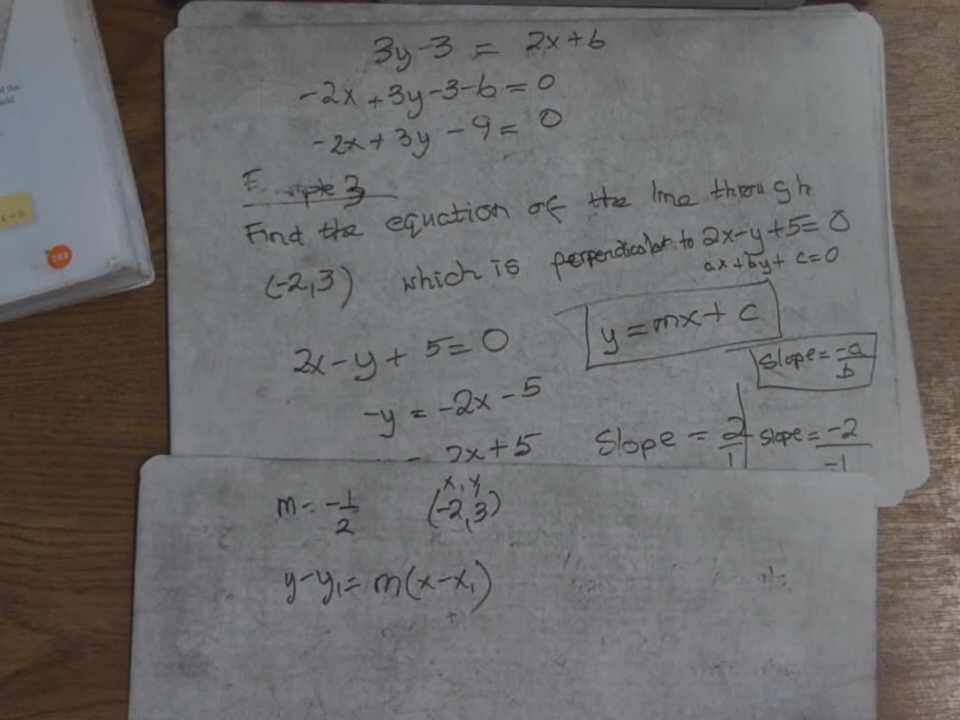 3y-3 = 2x+6
-2x+3y-3-6=0
-2x+3y-9=0
3
Find the equation of the line through
(-2,3) which is perpendicular to 2x-y+5=0
ax+by+c=0
2x-y+5=0
y=mx+c
Slope = -a/b
-y = -2x-5
2x+5
Slope = 2/1
Slope = -2/-1
m = -1/2
x, y
(-2,3)
y-y₁= m(x-x₁)